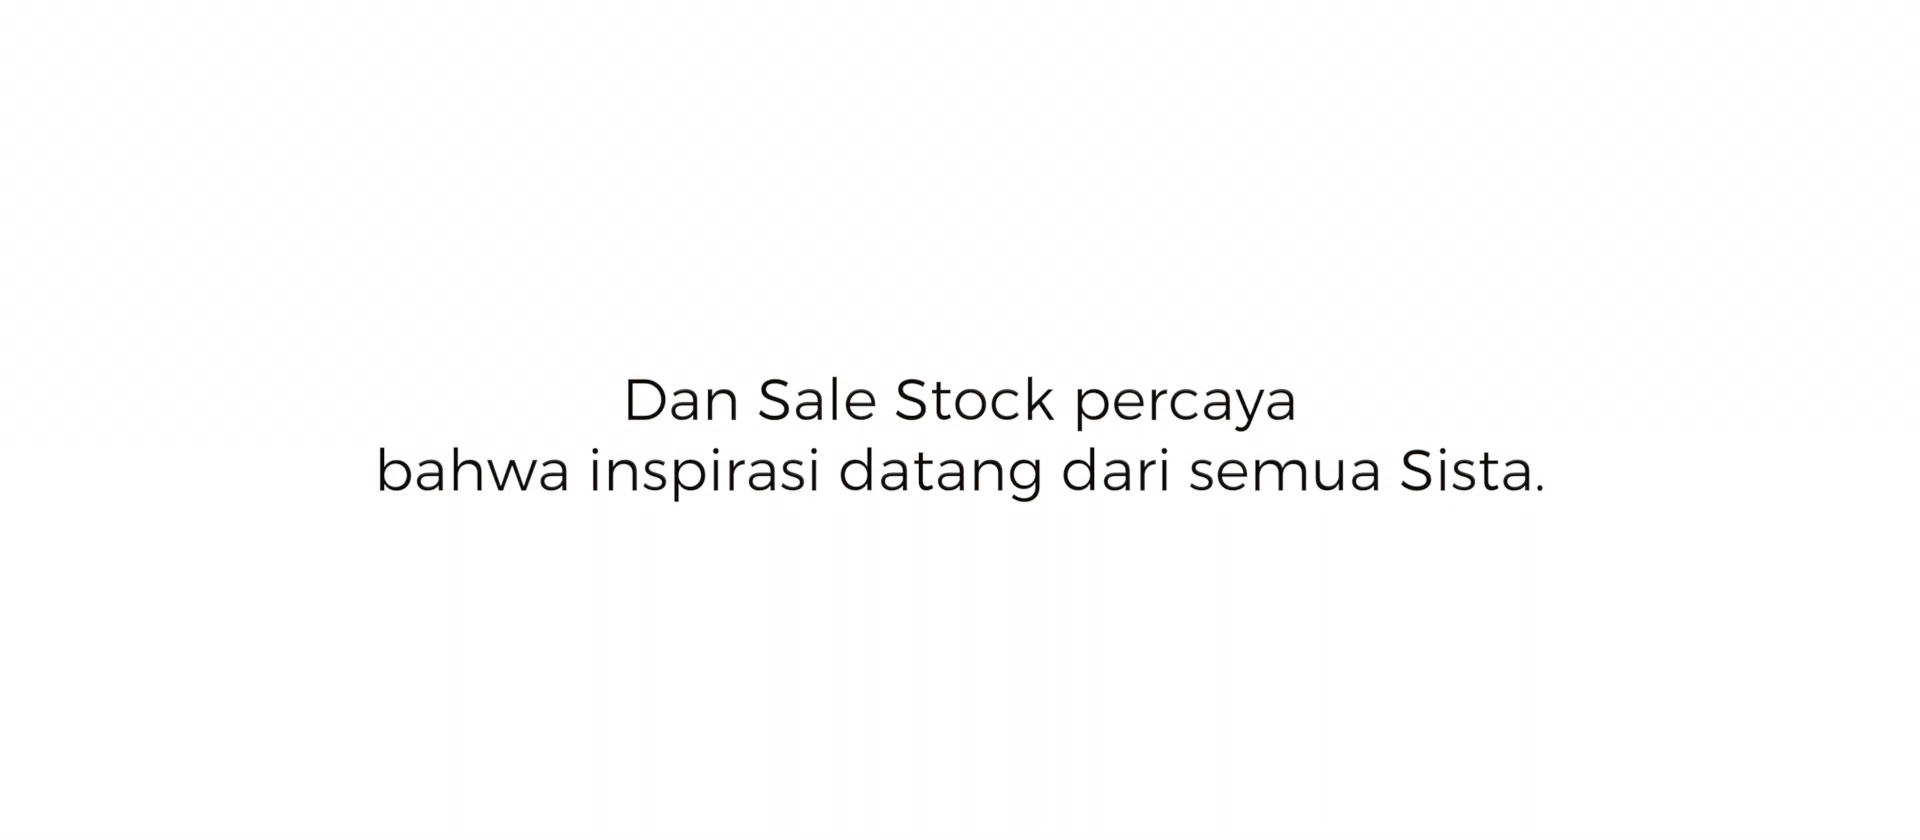 Dan Sale Stock percaya
bahwa inspirasi datang dari semua Sista.